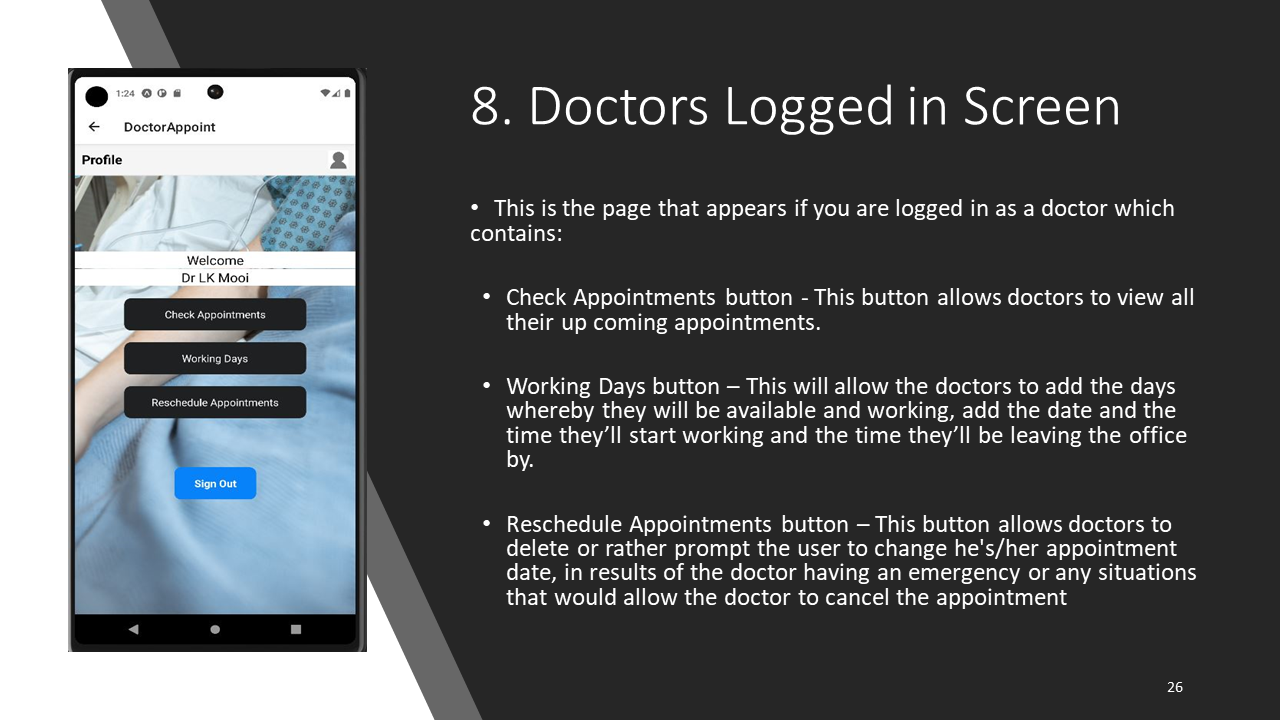 1:24
DoctorAppoint
Profile
Welcome
Dr LK Mooi
Check Appointments
Working Days
Reschedule Appointments
Sign Out
8. Doctors Logged in Screen
• This is the page that appears if you are logged in as a doctor which
contains:
• Check Appointments button - This button allows doctors to view all
their up coming appointments.
• Working Days button – This will allow the doctors to add the days
whereby they will be available and working, add the date and the
time they’ll start working and the time they’ll be leaving the office
by.
• Reschedule Appointments button – This button allows doctors to
delete or rather prompt the user to change he's/her appointment
date, in results of the doctor having an emergency or any situations
that would allow the doctor to cancel the appointment
26